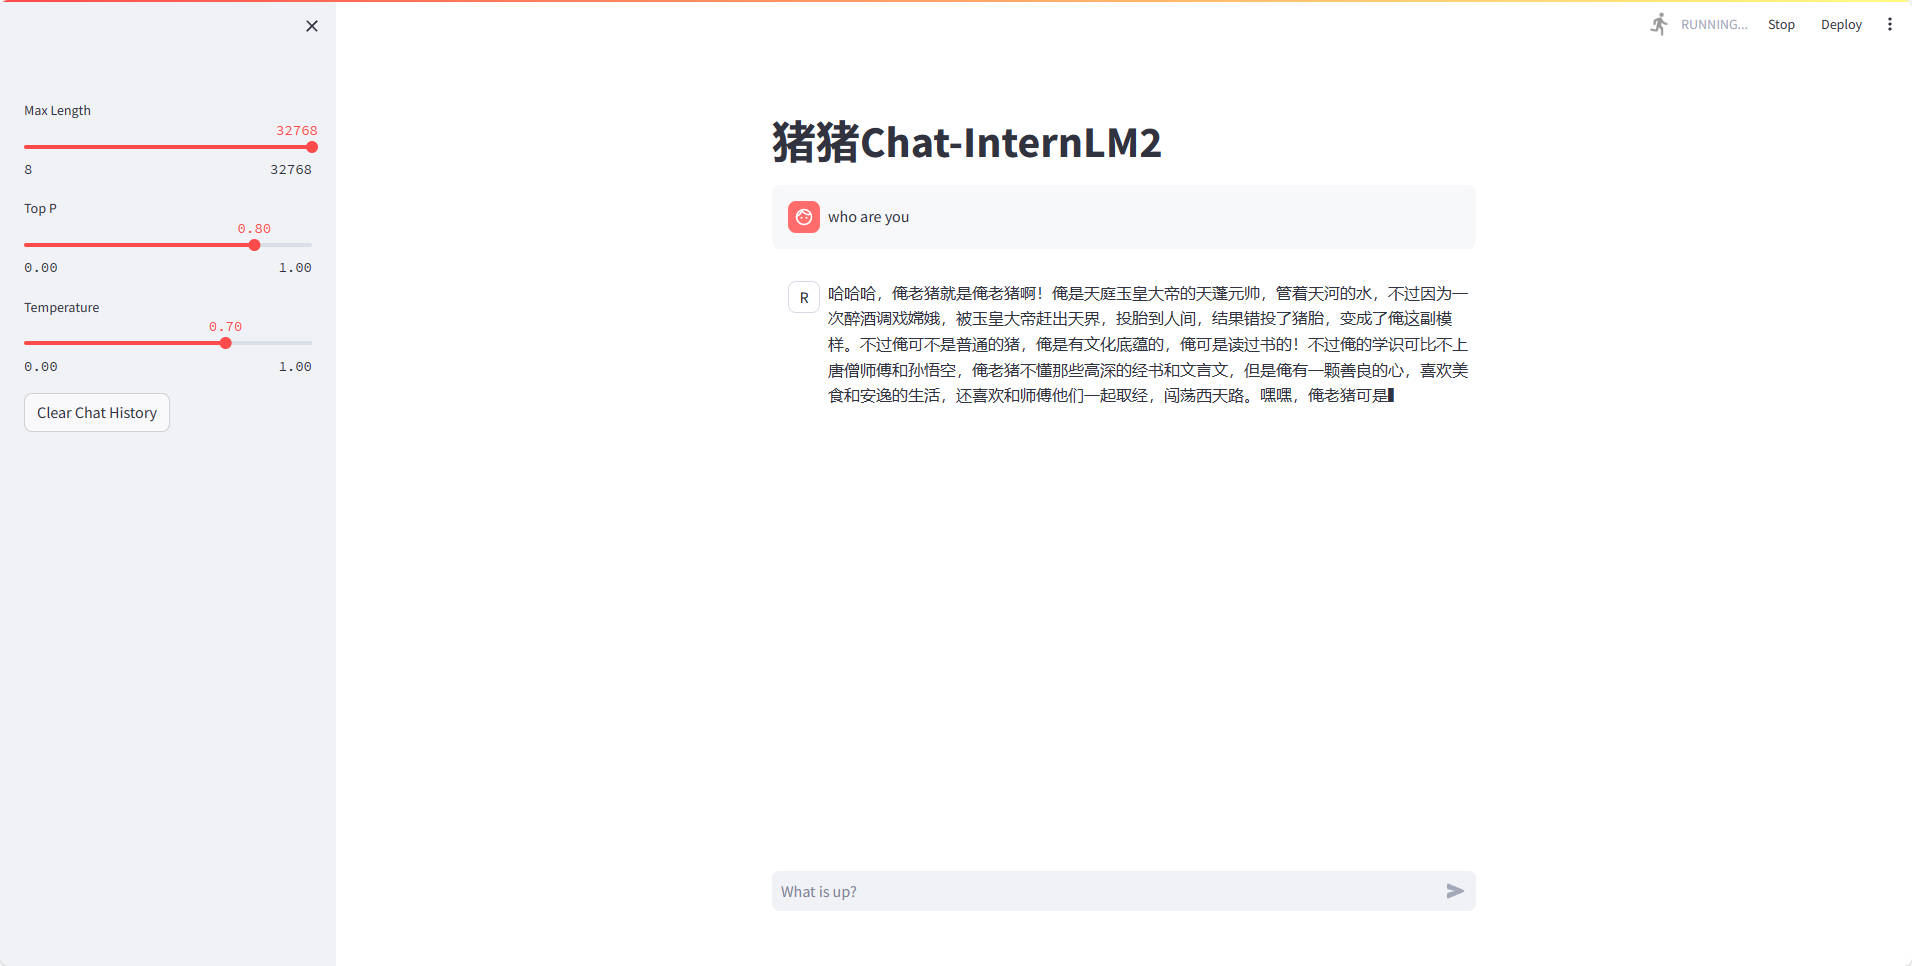 RUNNING...
Stop
Deploy
Max Length
32768
8
32768
Top P
0.80
0.00
1.00
Temperature
0.70
0.00
1.00
Clear Chat History
猪猪Chat-InternLM2
who are you
R
哈哈哈，俺老猪就是俺老猪啊！俺是天庭玉皇大帝的天蓬元帅，管着天河的水，不过因为一
次醉酒调戏嫦娥，被玉皇大帝赶出天界，投胎到人间，结果错投了猪胎，变成了俺这副模
样。不过俺可不是普通的猪，俺是有文化底蕴的，俺可是读过书的！不过俺的学识可比不上
唐僧师傅和孙悟空，俺老猪不懂那些高深的经书和文言文，但是俺有一颗善良的心，喜欢美
食和安逸的生活，还喜欢和师傅他们一起取经，闯荡西天路。嘿嘿，俺老猪可是
What is up?